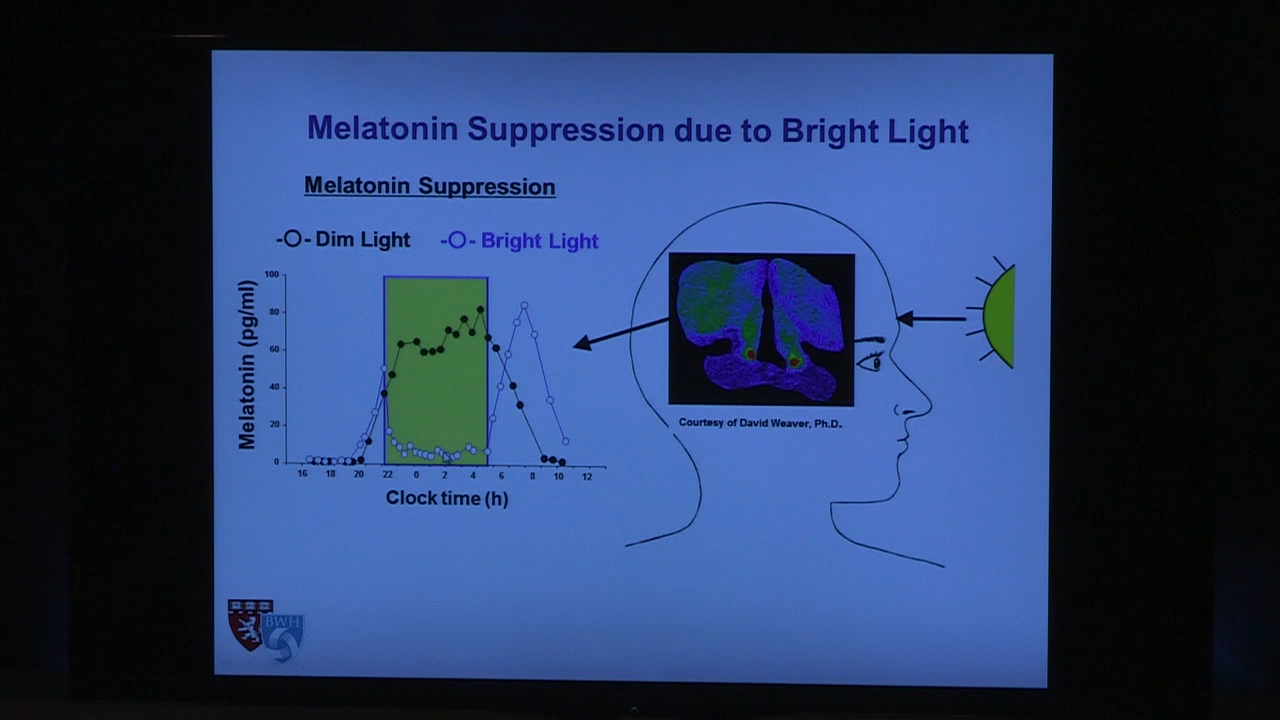 Melatonin Suppression due to Bright Light
Melatonin Suppression
-O- Dim Light -O- Bright Light
Melatonin (pg/ml)
100
80
60
40
20
0
16 18 20 22 0 2 4 6 8 10 12
Clock time (h)
Courtesy of David Weaver, Ph.D.
BWH